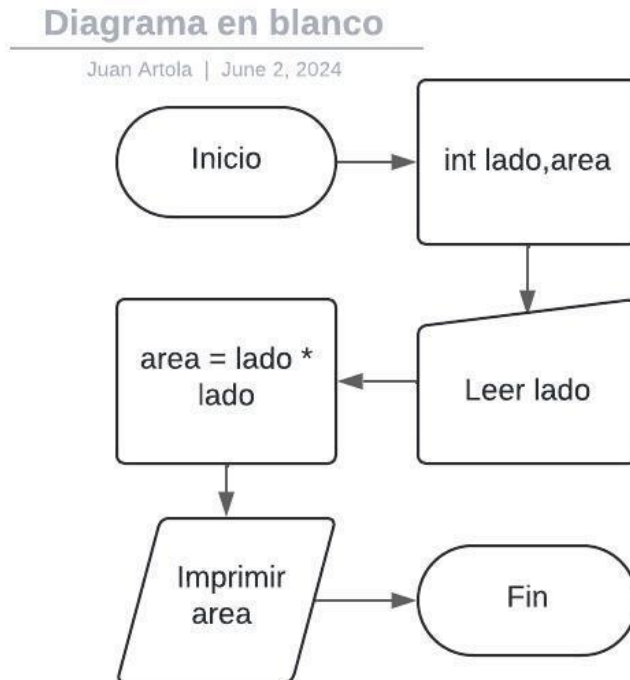 Diagrama en blanco
Juan Artola | June 2, 2024
Inicio
int lado,area
Leer lado
area = lado *
lado
Imprimir
area
Fin